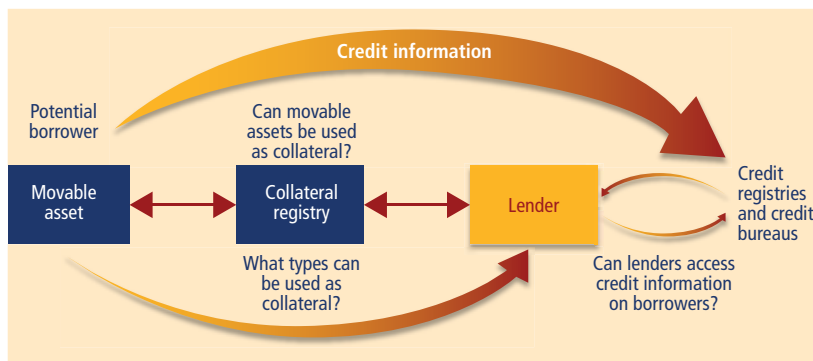 Credit information
Potential
borrower
Can movable
assets be used
as collateral?
Movable
asset
Collateral
registry
Lender
Credit
registries
and credit
bureaus
What types can
be used as
collateral?
Can lenders access
credit information
on borrowers?